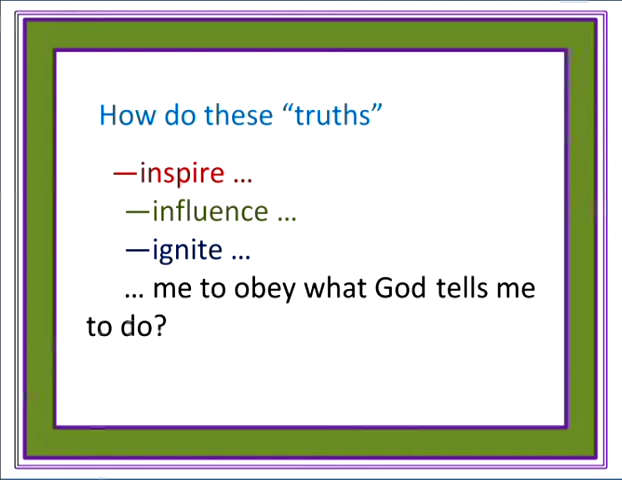 How do these “truths”
—inspire …
—influence …
—ignite …
… me to obey what God tells me
to do?